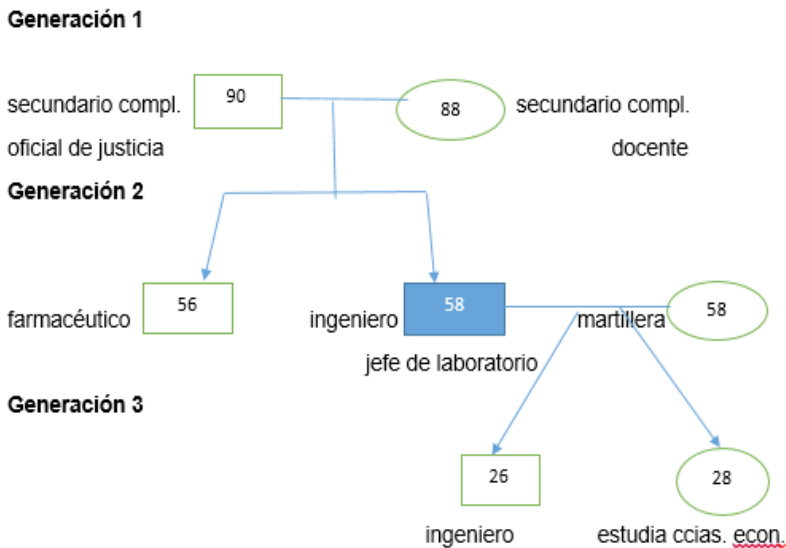 Generación 1
90
secundario compl.
88
secundario compl.
oficial de justicia
docente
Generación 2
56
58
58
farmacéutico
ingeniero
martillera
jefe de laboratorio
Generación 3
26
28
ingeniero
estudia ccias. econ.